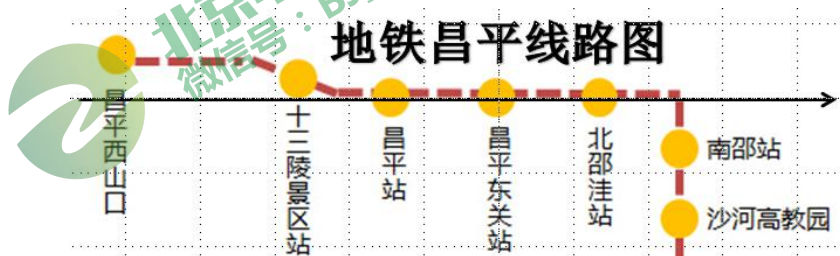 地铁昌平线路图
昌平西山口
十三陵景区站
昌平站
昌平东关站
北邵洼站
南邵站
沙河高教园